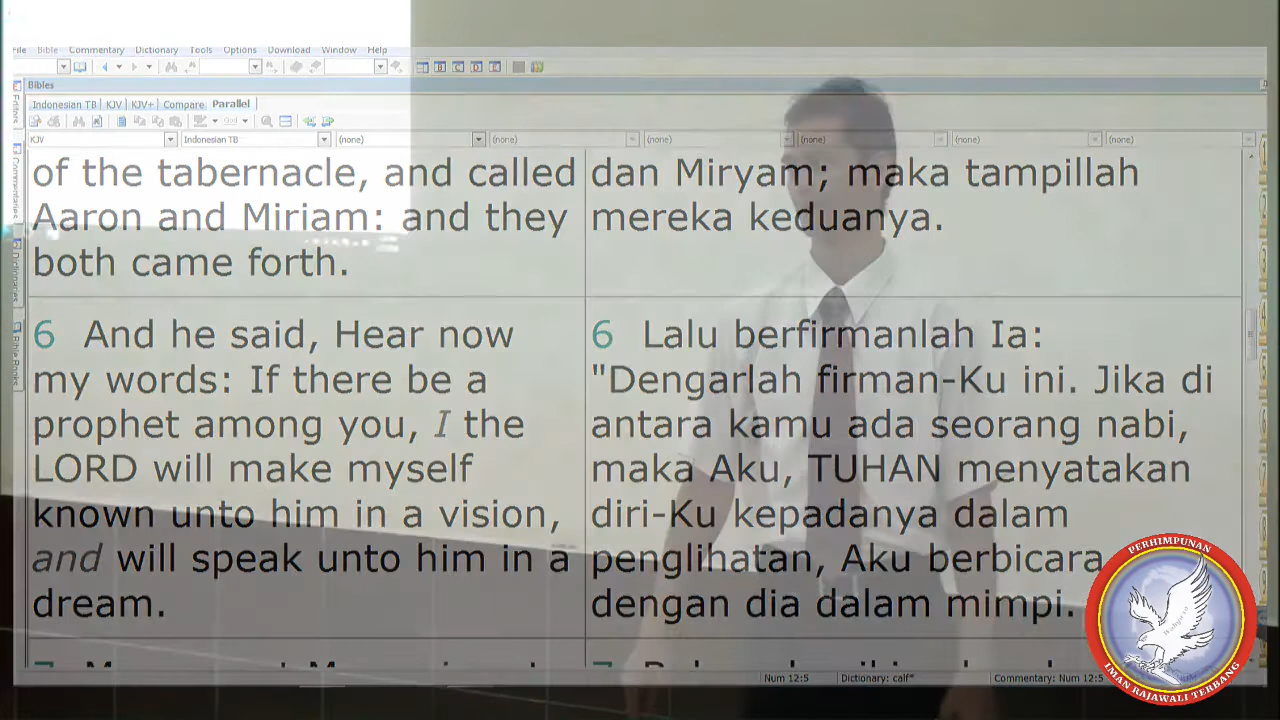 File Bible Commentary Dictionary Tools Options Download Window Help
Bibles
Indonesian TB KJV KJV+ Compare Parallel
KJV Indonesian TB (none) (none) (none) (none) (none) (none)
of the tabernacle, and called
Aaron and Miriam: and they
both came forth.
6 And he said, Hear now
my words: If there be a
prophet among you, I the
LORD will make myself
known unto him in a vision,
and will speak unto him in a
dream.
dan Miryam; maka tampillah
mereka keduanya.
6 Lalu berfirmanlah Ia:
"Dengarlah firman-Ku ini. Jika di
antara kamu ada seorang nabi,
maka Aku, TUHAN menyatakan
diri-Ku kepadanya dalam
penglihatan, Aku berbicara
dengan dia dalam mimpi.
Num 12:5 Dictionary: calf* Commentary: Num 12:5
PERHIMPUNAN
IMAN RAJAWALI TERBANG